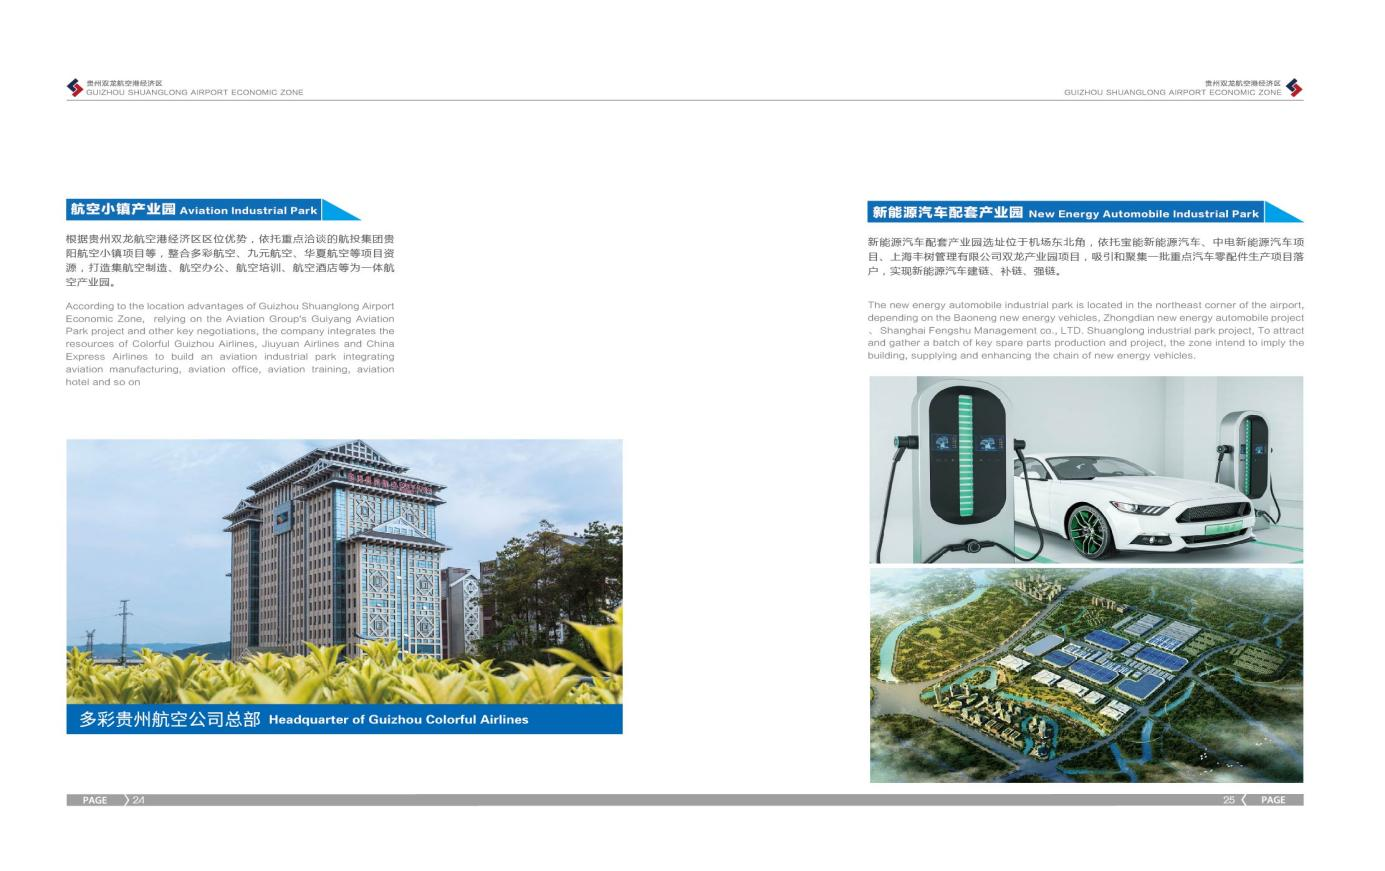 贵州双龙航空港经济区
GUIZHOU SHUANGLONG AIRPORT ECONOMIC ZONE
贵州双龙航空港经济区
GUIZHOU SHUANGLONG AIRPORT ECONOMIC ZONE
航空小镇产业园 Aviation Industrial Park
根据贵州双龙航空港经济区区位优势，依托重点洽谈的航投集团贵
阳航空小镇项目等，整合多彩航空、九元航空、华夏航空等项目资
源，打造集航空制造、航空办公、航空培训、航空酒店等为一体航
空产业园。
According to the location advantages of Guizhou Shuanglong Airport
Economic Zone, relying on the Aviation Group's Guiyang Aviation
Park project and other key negotiations, the company integrates the
resources of Colorful Guizhou Airlines, Jiuyuan Airlines and China
Express Airlines to build an aviation industrial park integrating
aviation manufacturing, aviation office, aviation training, aviation
hotel and so on
多彩贵州航空公司总部 Headquarter of Guizhou Colorful Airlines
PAGE 24
新能源汽车配套产业园 New Energy Automobile Industrial Park
新能源汽车配套产业园选址位于机场东北角，依托宝能新能源汽车、中电新能源汽车项
目、上海丰树管理有限公司双龙产业园项目，吸引和聚集一批重点汽车零配件生产项目落
户，实现新能源汽车建链、补链、强链。
The new energy automobile industrial park is located in the northeast corner of the airport,
depending on the Baoneng new energy vehicles, Zhongdian new energy automobile project
、Shanghai Fengshu Management co., LTD. Shuanglong industrial park project, To attract
and gather a batch of key spare parts production and project, the zone intend to imply the
building, supplying and enhancing the chain of new energy vehicles.
25 PAGE